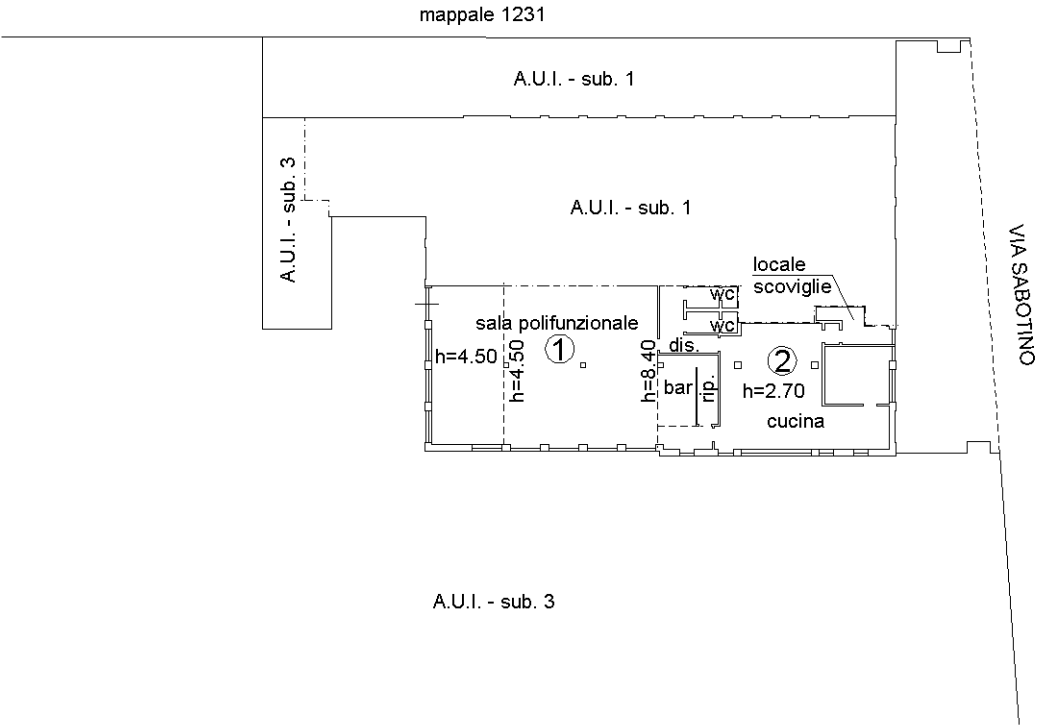 mappale 1231
A.U.I. - sub. 1
A.U.I. - sub. 3
A.U.I. - sub. 1
VIA SABOTINO
locale
scoviglie
wc
wc
sala polifunzionale
1
h=4.50
h=4.50
h=8.40
dis.
bar
rip.
2
h=2.70
cucina
A.U.I. - sub. 3